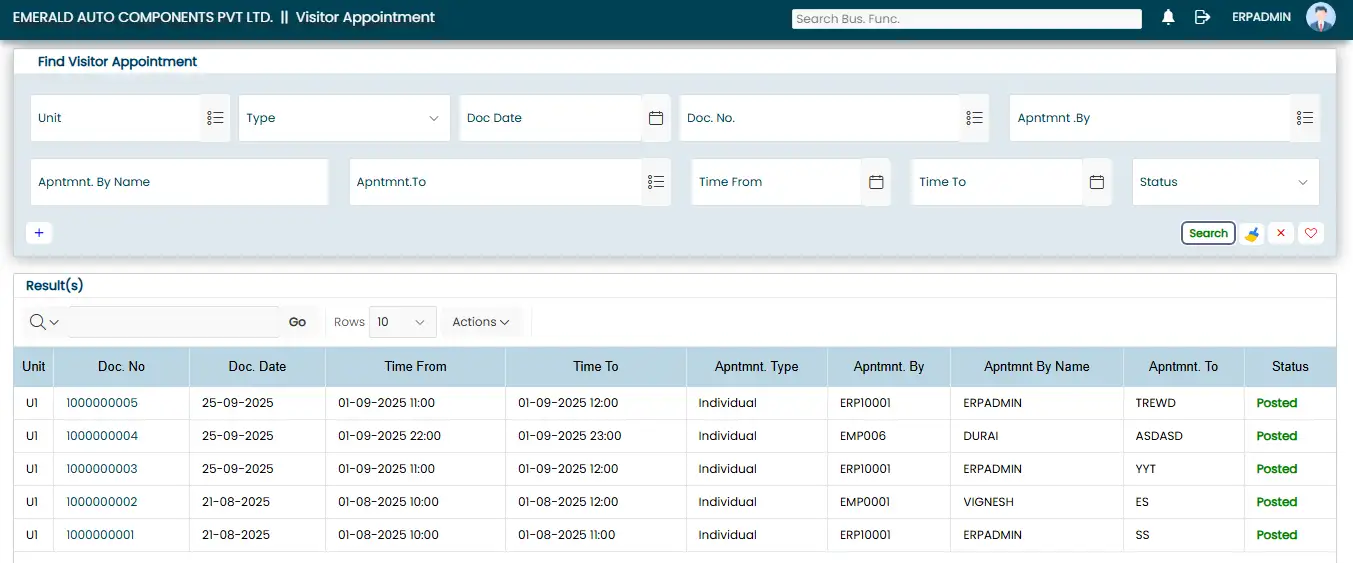 EMERALD AUTO COMPONENTS PVT LTD. || Visitor Appointment Search Bus. Func. ERPADMIN
Find Visitor Appointment
Unit Type Doc Date Doc. No. Apntmnt .By
Apntmnt. By Name Apntmnt.To Time From Time To Status
+ Search
Result(s)
Go Rows 10 Actions
Unit Doc. No Doc. Date Time From Time To Apntmnt. Type Apntmnt. By Apntmnt By Name Apntmnt. To Status
U1 1000000005 25-09-2025 01-09-2025 11:00 01-09-2025 12:00 Individual ERP10001 ERPADMIN TREWD Posted
U1 1000000004 25-09-2025 01-09-2025 22:00 01-09-2025 23:00 Individual EMP006 DURAI ASDASD Posted
U1 1000000003 25-09-2025 01-09-2025 11:00 01-09-2025 12:00 Individual ERP10001 ERPADMIN YYT Posted
U1 1000000002 21-08-2025 01-08-2025 10:00 01-08-2025 12:00 Individual EMP0001 VIGNESH ES Posted
U1 1000000001 21-08-2025 01-08-2025 10:00 01-08-2025 11:00 Individual ERP10001 ERPADMIN SS Posted